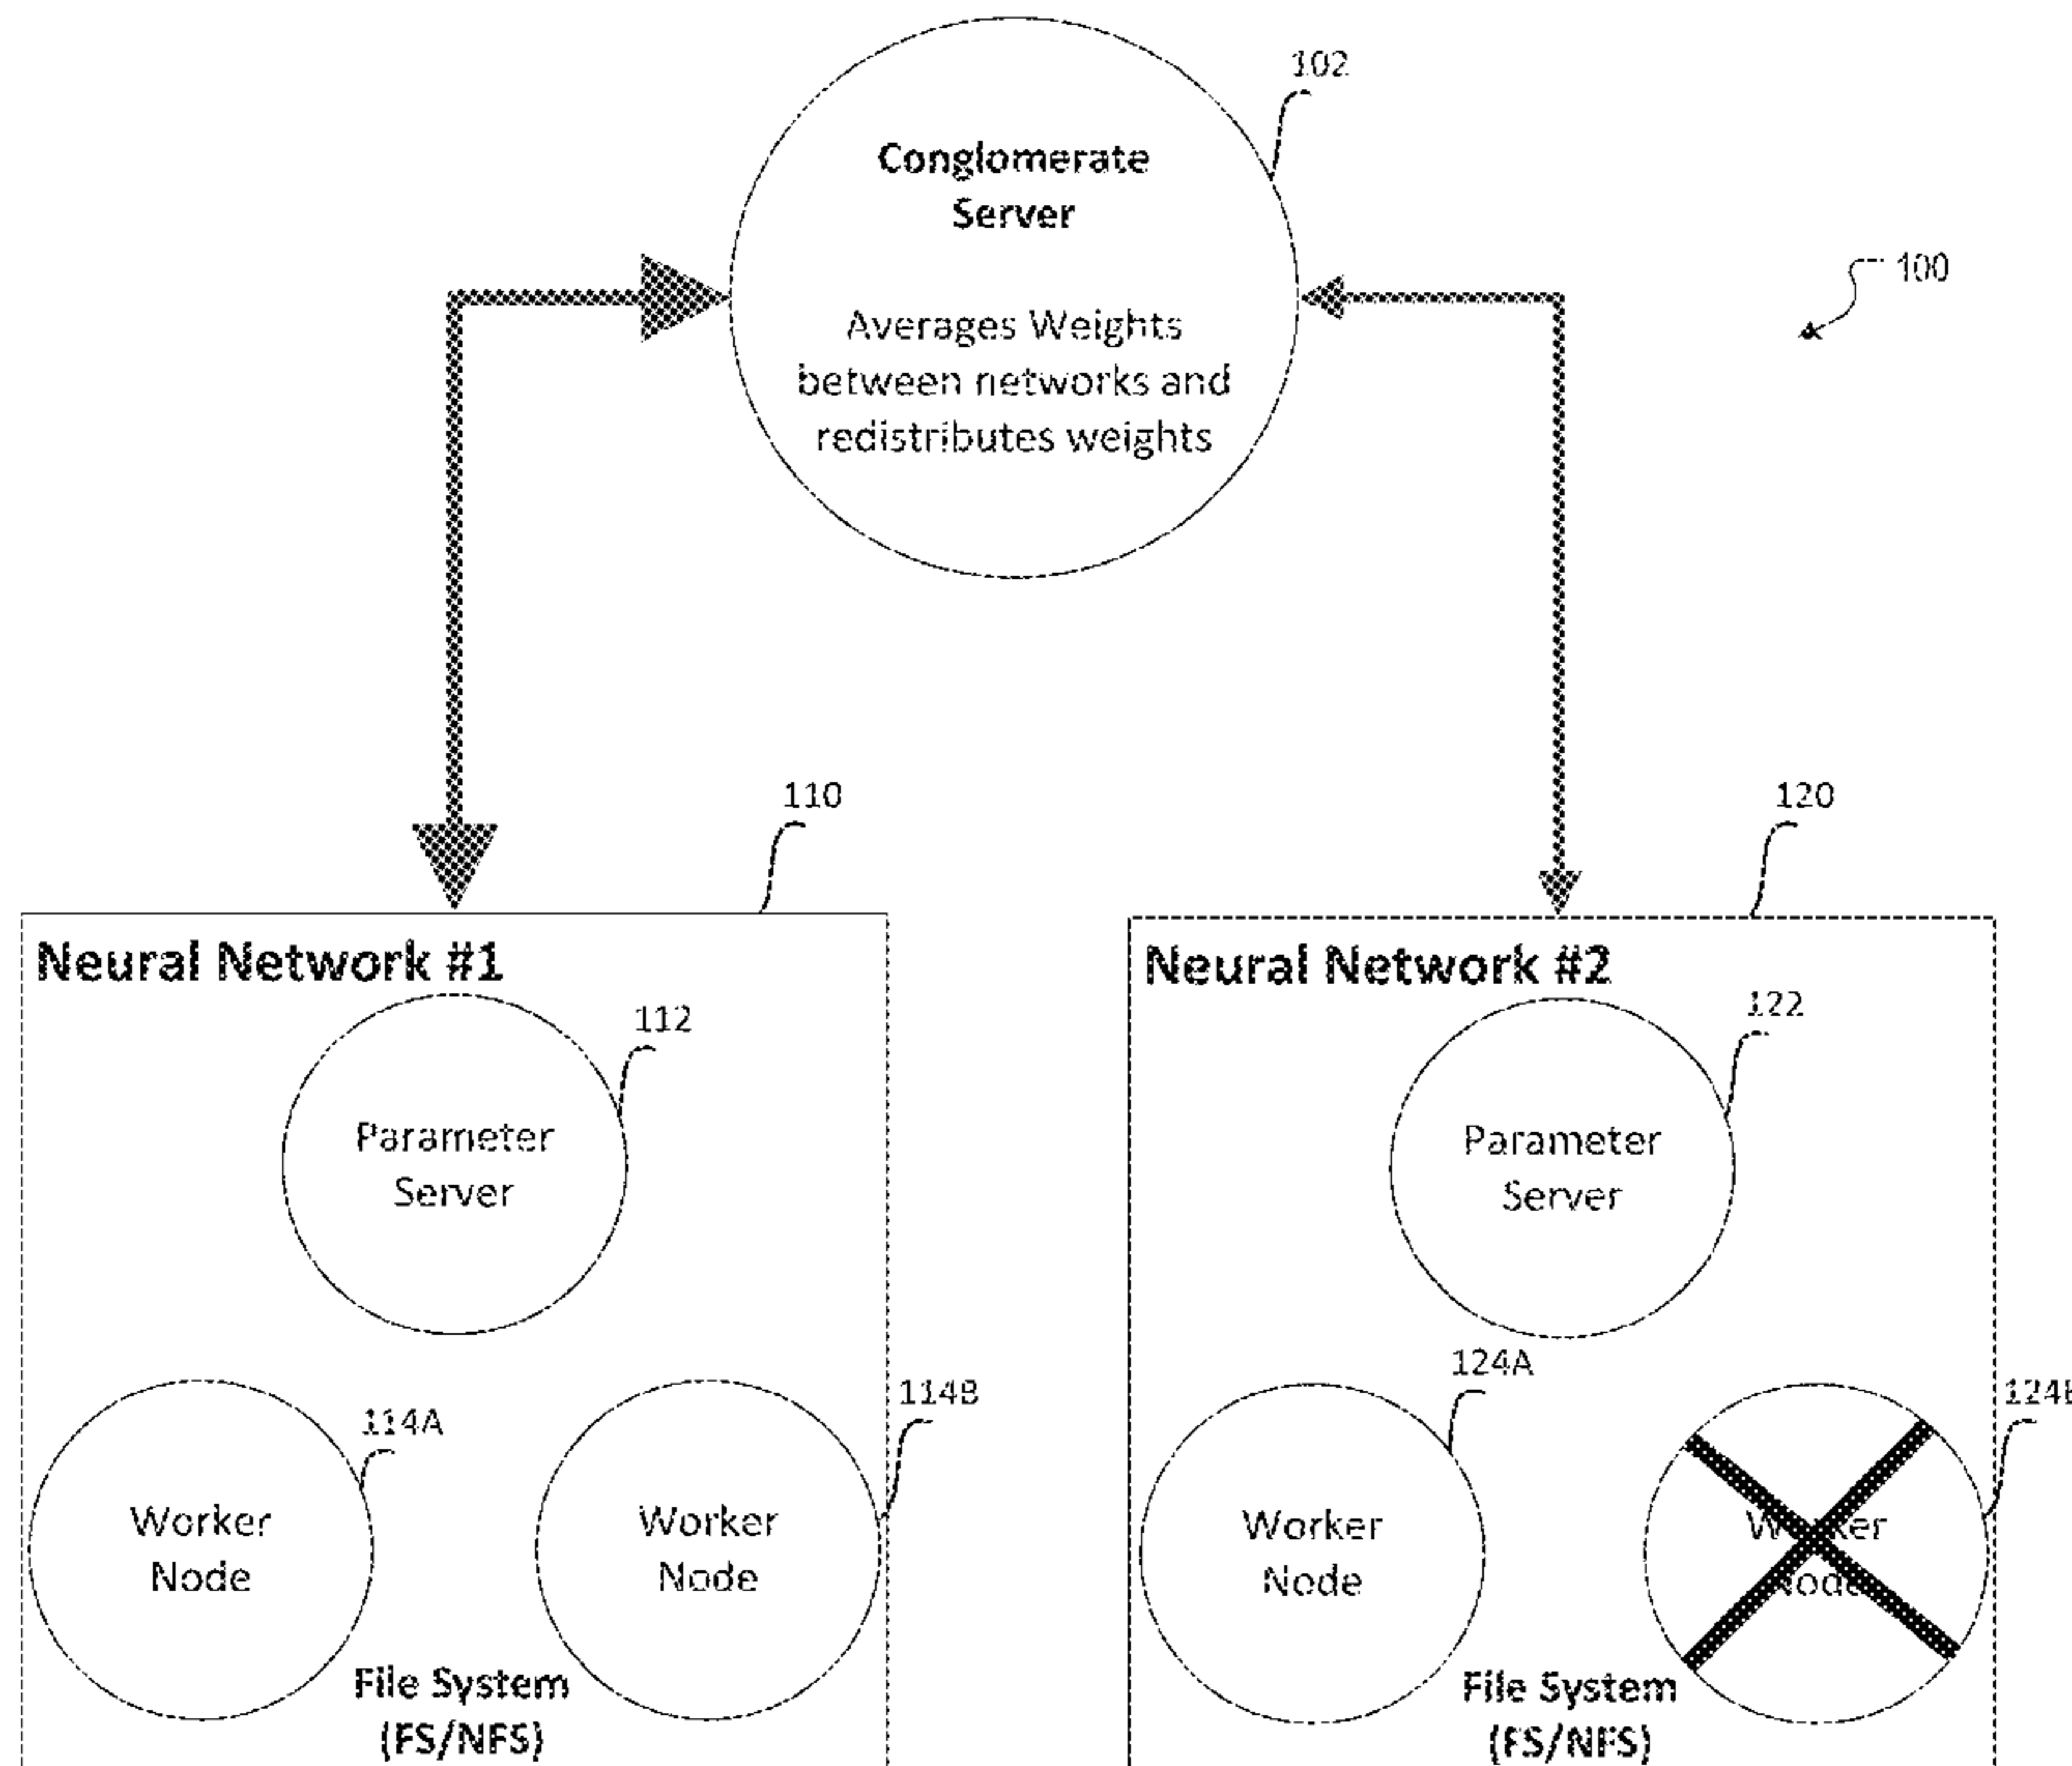 102
Conglomerate
Server
100
Averages Weights
between networks and
redistributes weights
110
120
Neural Network #1
Neural Network #2
112
122
Parameter
Server
Parameter
Server
114A
114B
124A
Worker
Node
Worker
Node
Worker
Node
Worker
Node
File System
(FS/NFS)
File System
(FS/NFS)